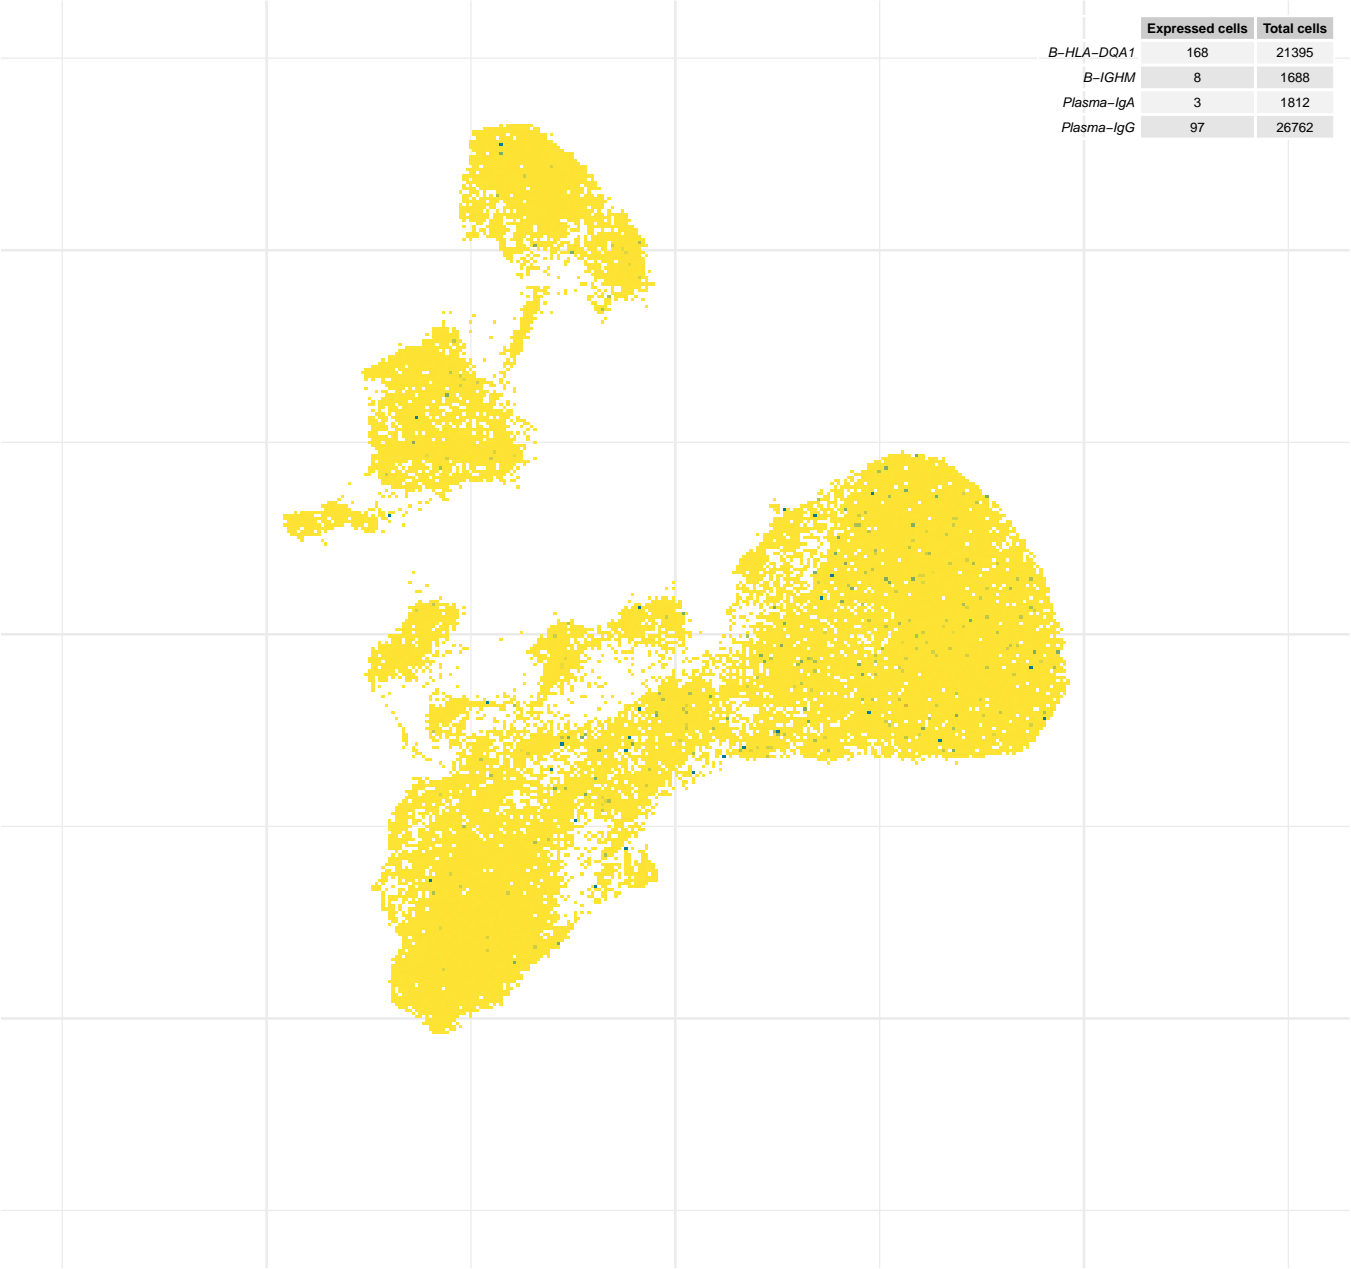 Expressed cells Total cells
B−HLA−DQA1 168 21395
B−IGHM 8 1688
Plasma−IgA 3 1812
Plasma−IgG 97 26762